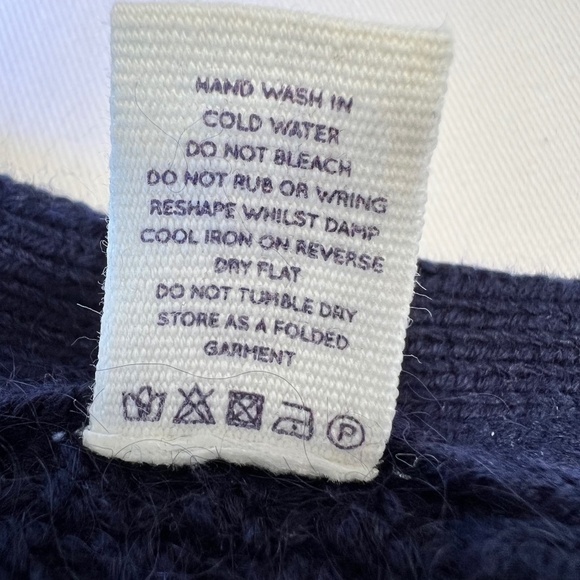 HAND WASH IN
COLD WATER
DO NOT BLEACH
DO NOT RUB OR WRING
RESHAPE WHILST DAMP
COOL IRON ON REVERSE
DRY FLAT
DO NOT TUMBLE DRY
STORE AS A FOLDED
GARMENT
P